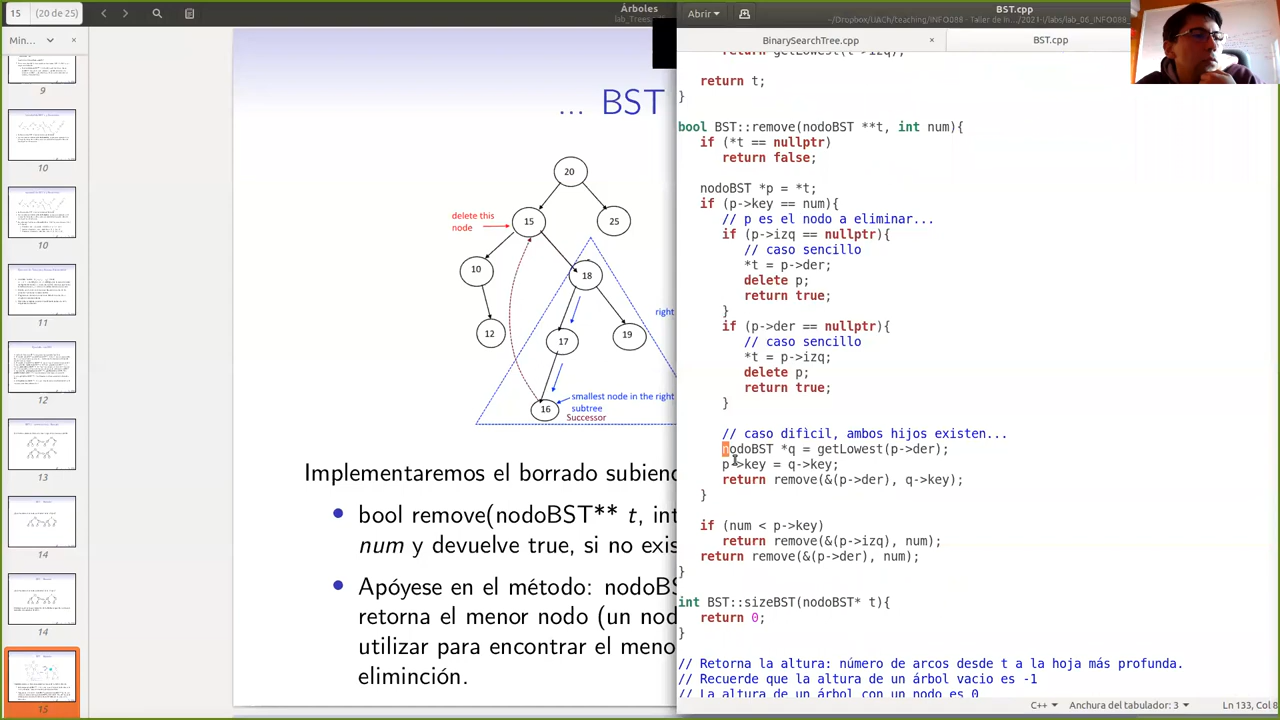 15 (20 de 25)
Árboles
lab_Trees.
Min...
9
10
10
11
12
13
14
14
15
... BST
20
15
25
delete this
node
10
18
12
17
19
16
right
smallest node in the right
subtree
Successor
Implementaremos el borrado subiend
bool remove(nodoBST** t, int
num y devuelve true, si no exis
Apóyese en el método: nodoBS
retorna el menor nodo (un nod
utilizar para encontrar el meno
eliminción.
Abrir
BST.cpp
BinarySearchTree.cpp
BST.cpp
return getLowest(t->izq);
return t;
}
bool BST::remove(nodoBST **t, int num){
if (*t == nullptr)
return false;
nodoBST *p = *t;
if (p->key == num){
// p es el nodo a eliminar...
if (p->izq == nullptr){
// caso sencillo
*t = p->der;
delete p;
return true;
}
if (p->der == nullptr){
// caso sencillo
*t = p->izq;
delete p;
return true;
}
// caso difìcil, ambos hijos existen...
nodoBST *q = getLowest(p->der);
p->key = q->key;
return remove(&(p->der), q->key);
}
if (num < p->key)
return remove(&(p->izq), num);
return remove(&(p->der), num);
}
int BST::sizeBST(nodoBST* t){
return 0;
}
// Retorna la altura: número de arcos desde t a la hoja más profunda.
// Recuerde que la altura de un árbol vacio es -1
// La altura de un árbol con un nodo es 0
C++
Anchura del tabulador: 3
Ln 133, Col 8